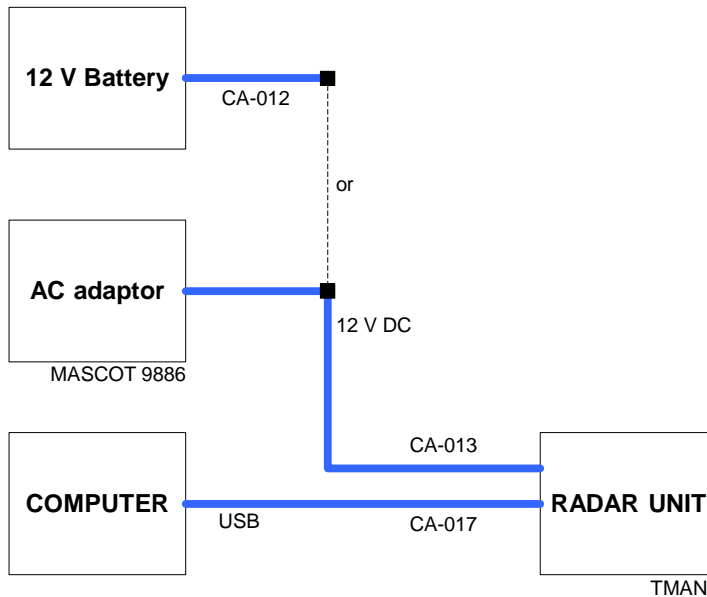 12 V Battery
CA-012
or
AC adaptor
12 V DC
MASCOT 9886
CA-013
COMPUTER
RADAR UNIT
USB
CA-017
TMAN